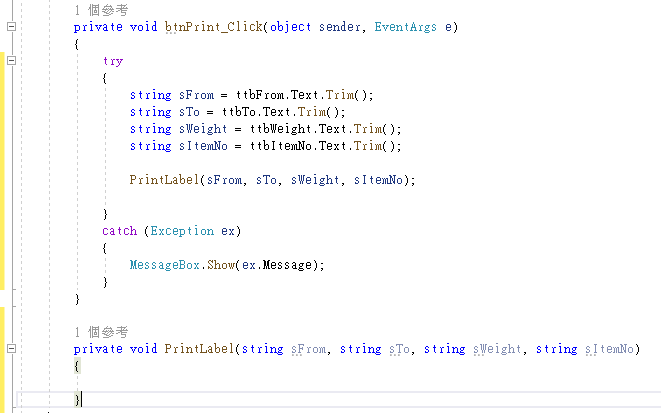 1 個參考
private void btnPrint_Click(object sender, EventArgs e)
{
try
{
string sFrom = ttbFrom.Text.Trim();
string sTo = ttbTo.Text.Trim();
string sWeight = ttbWeight.Text.Trim();
string sItemNo = ttbItemNo.Text.Trim();
PrintLabel(sFrom, sTo, sWeight, sItemNo);
}
catch (Exception ex)
{
MessageBox.Show(ex.Message);
}
}
1 個參考
private void PrintLabel(string sFrom, string sTo, string sWeight, string sItemNo)
{
}